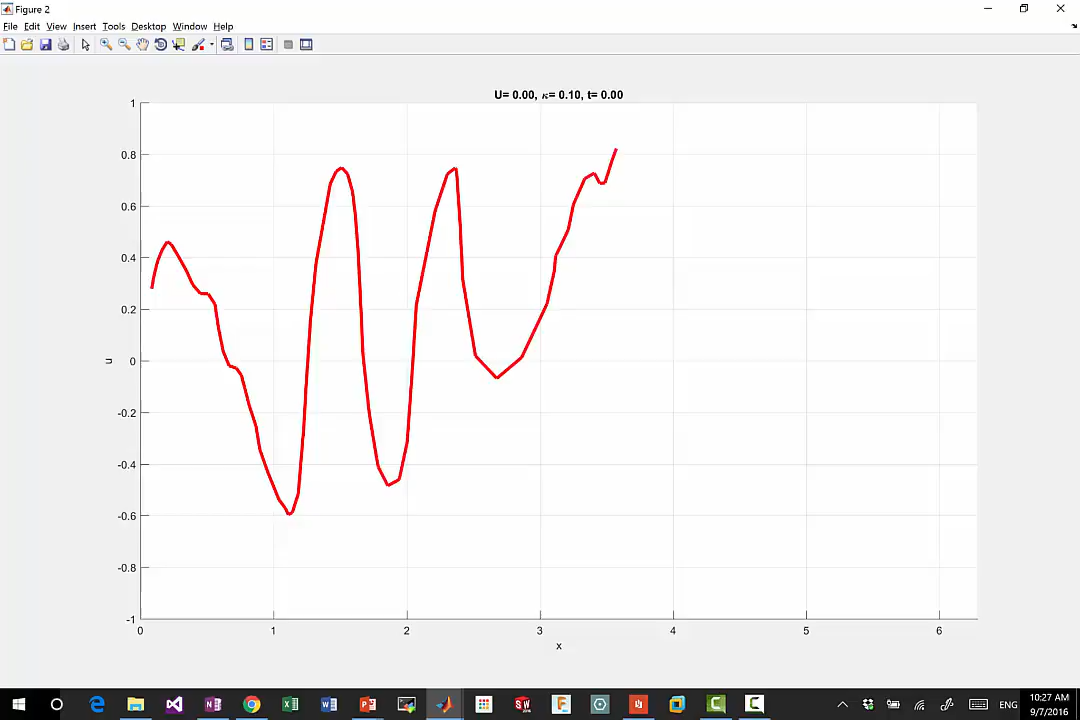 Figure 2
File Edit View Insert Tools Desktop Window Help
U= 0.00, κ= 0.10, t= 0.00
1
0.8
0.6
0.4
0.2
0
-0.2
-0.4
-0.6
-0.8
-1
u
0 1 2 3 4 5 6
x
ENG
10:27 AM
9/7/2016